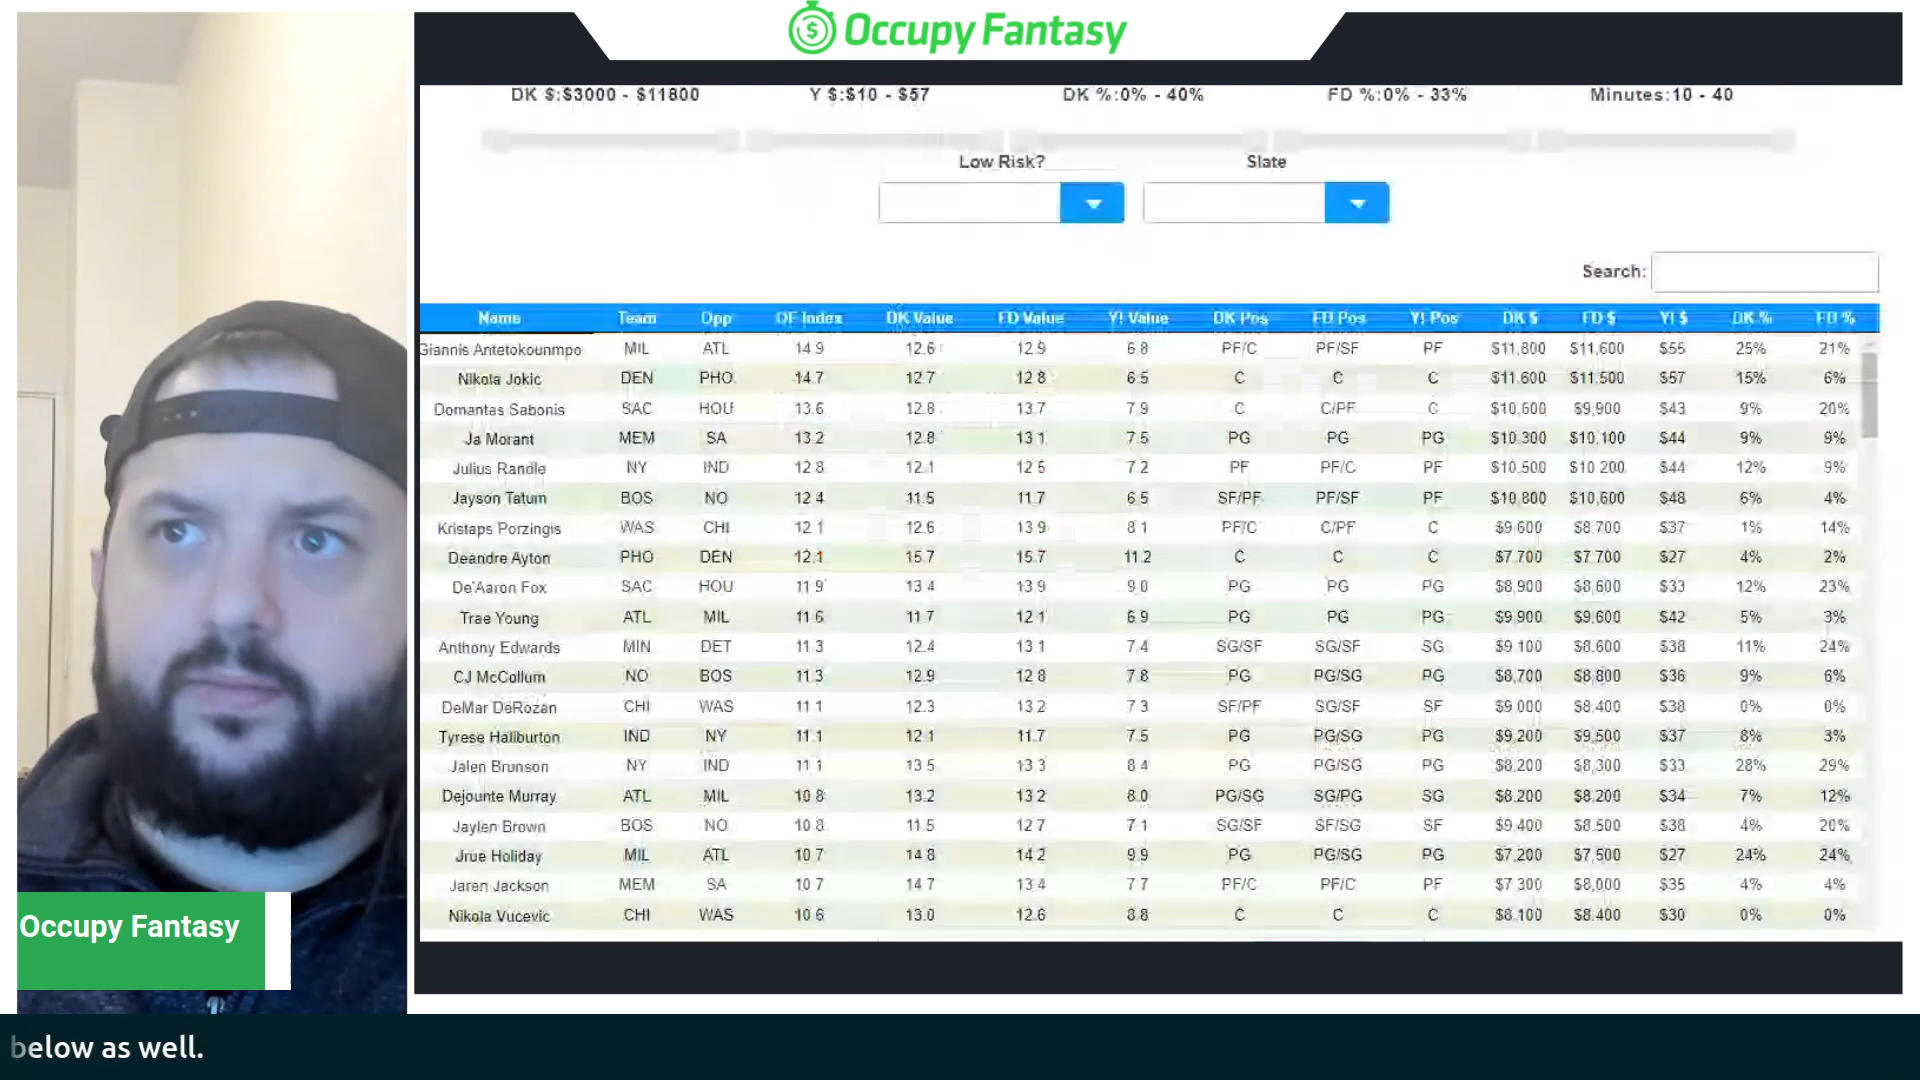 Occupy Fantasy
DK $:$3000 - $11800 Y $:$10 - $57 DK %:0% - 40% FD %:0% - 33% Minutes:10 - 40
Low Risk? Slate
Search:
Name Team Opp OF Index DK Value FD Value Y! Value DK Pos FD Pos Y! Pos DK $ FD $ Y! $ DK % FD %
Giannis Antetokounmpo MIL ATL 14.9 12.6 12.9 6.8 PF/C PF/SF PF $11,800 $11,600 $55 25% 21%
Nikola Jokic DEN PHO 14.7 12.7 12.8 6.5 C C C $11,600 $11,500 $57 15% 6%
Domantas Sabonis SAC HOU 13.6 12.8 13.7 7.9 C C/PF C $10,600 $9,900 $43 9% 20%
Ja Morant MEM SA 13.2 12.8 13.1 7.5 PG PG PG $10,300 $10,100 $44 9% 9%
Julius Randle NY IND 12.8 12.1 12.5 7.2 PF PF/C PF $10,500 $10,200 $44 12% 9%
Jayson Tatum BOS NO 12.4 11.5 11.7 6.5 SF/PF PF/SF PF $10,800 $10,600 $48 6% 4%
Kristaps Porzingis WAS CHI 12.1 12.6 13.9 8.1 PF/C C/PF C $9,600 $8,700 $37 1% 14%
Deandre Ayton PHO DEN 12.1 15.7 15.7 11.2 C C C $7,700 $7,700 $27 4% 2%
De'Aaron Fox SAC HOU 11.9 13.4 13.9 9.0 PG PG PG $8,900 $8,600 $33 12% 23%
Trae Young ATL MIL 11.6 11.7 12.1 6.9 PG PG PG $9,900 $9,600 $42 5% 3%
Anthony Edwards MIN DET 11.3 12.4 13.1 7.4 SG/SF SG/SF SG $9,100 $8,600 $38 11% 24%
CJ McCollum NO BOS 11.3 12.9 12.8 7.8 PG PG/SG PG $8,700 $8,800 $36 9% 6%
DeMar DeRozan CHI WAS 11.1 12.3 13.2 7.3 SF/PF SG/SF SF $9,000 $8,400 $38 0% 0%
Tyrese Haliburton IND NY 11.1 12.1 11.7 7.5 PG PG/SG PG $9,200 $9,500 $37 8% 3%
Jalen Brunson NY IND 11.1 13.5 13.3 8.4 PG PG/SG PG $8,200 $8,300 $33 28% 29%
Dejounte Murray ATL MIL 10.8 13.2 13.2 8.0 PG/SG SG/PG SG $8,200 $8,200 $34 7% 12%
Jaylen Brown BOS NO 10.8 11.5 12.7 7.1 SG/SF SF/SG SF $9,400 $8,500 $38 4% 20%
Jrue Holiday MIL ATL 10.7 14.8 14.2 9.9 PG PG/SG PG $7,200 $7,500 $27 24% 24%
Jaren Jackson MEM SA 10.7 14.7 13.4 7.7 PF/C PF/C PF $7,300 $8,000 $35 4% 4%
Nikola Vucevic CHI WAS 10.6 13.0 12.6 8.8 C C C $8,100 $8,400 $30 0% 0%
Occupy Fantasy
below as well.